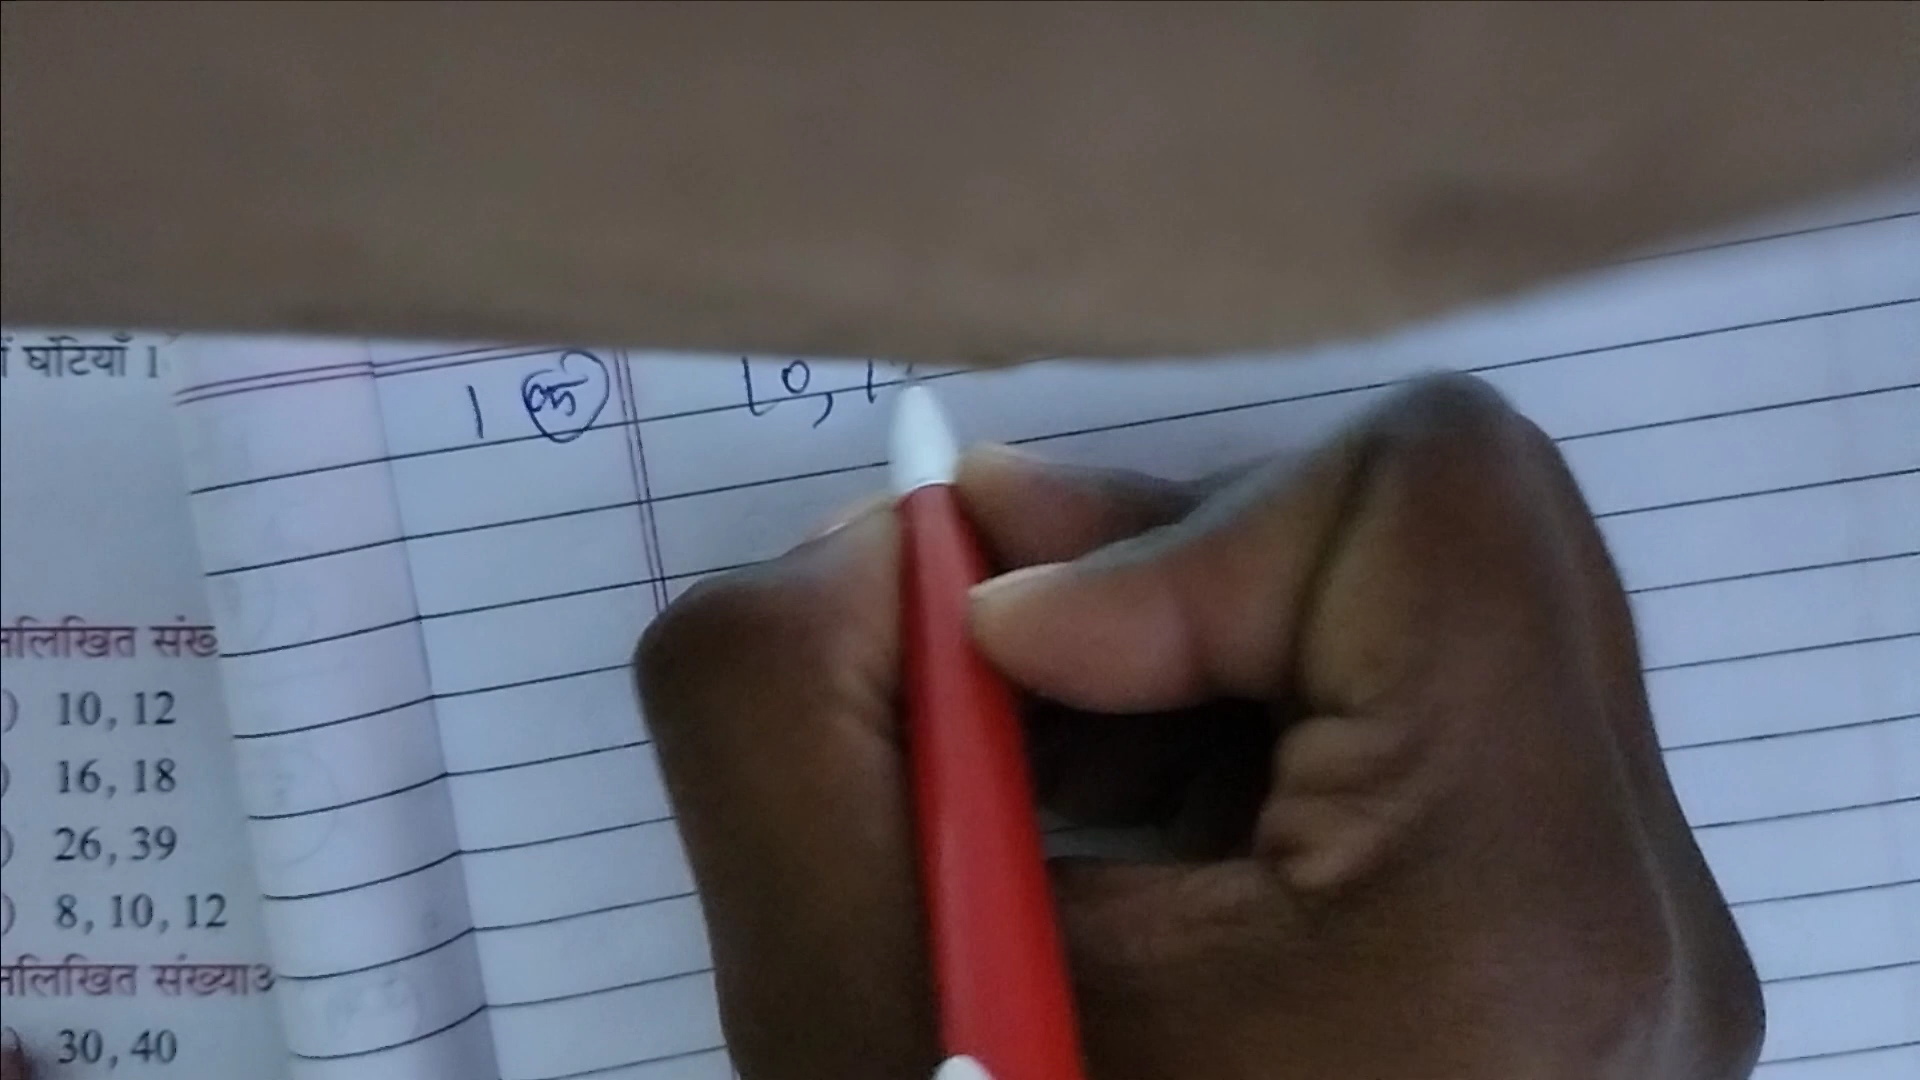 घंटियाँ 1
1 क 10, 1
लिखित संख
10, 12
16, 18
26, 39
8, 10, 12
लिखित संख्या
30, 40